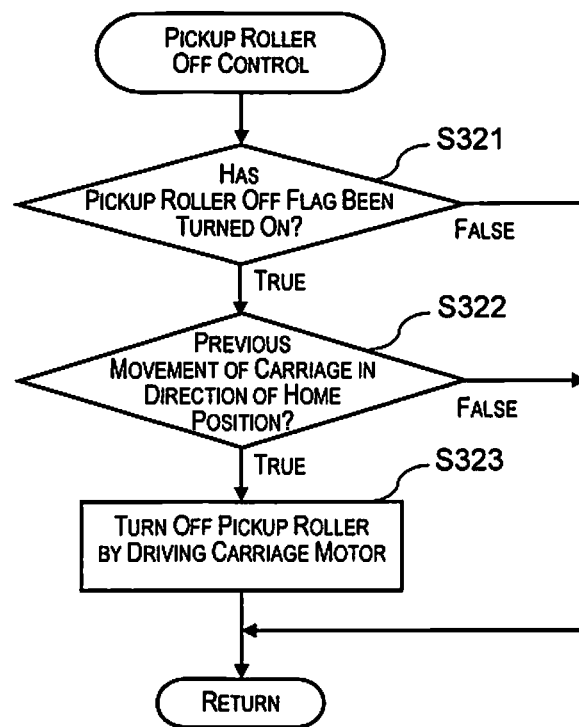 PICKUP ROLLER
OFF CONTROL
S321
HAS
PICKUP ROLLER OFF FLAG BEEN
TURNED ON?
FALSE
TRUE
S322
PREVIOUS
MOVEMENT OF CARRIAGE IN
DIRECTION OF HOME
POSITION?
FALSE
TRUE
S323
TURN OFF PICKUP ROLLER
BY DRIVING CARRIAGE MOTOR
RETURN